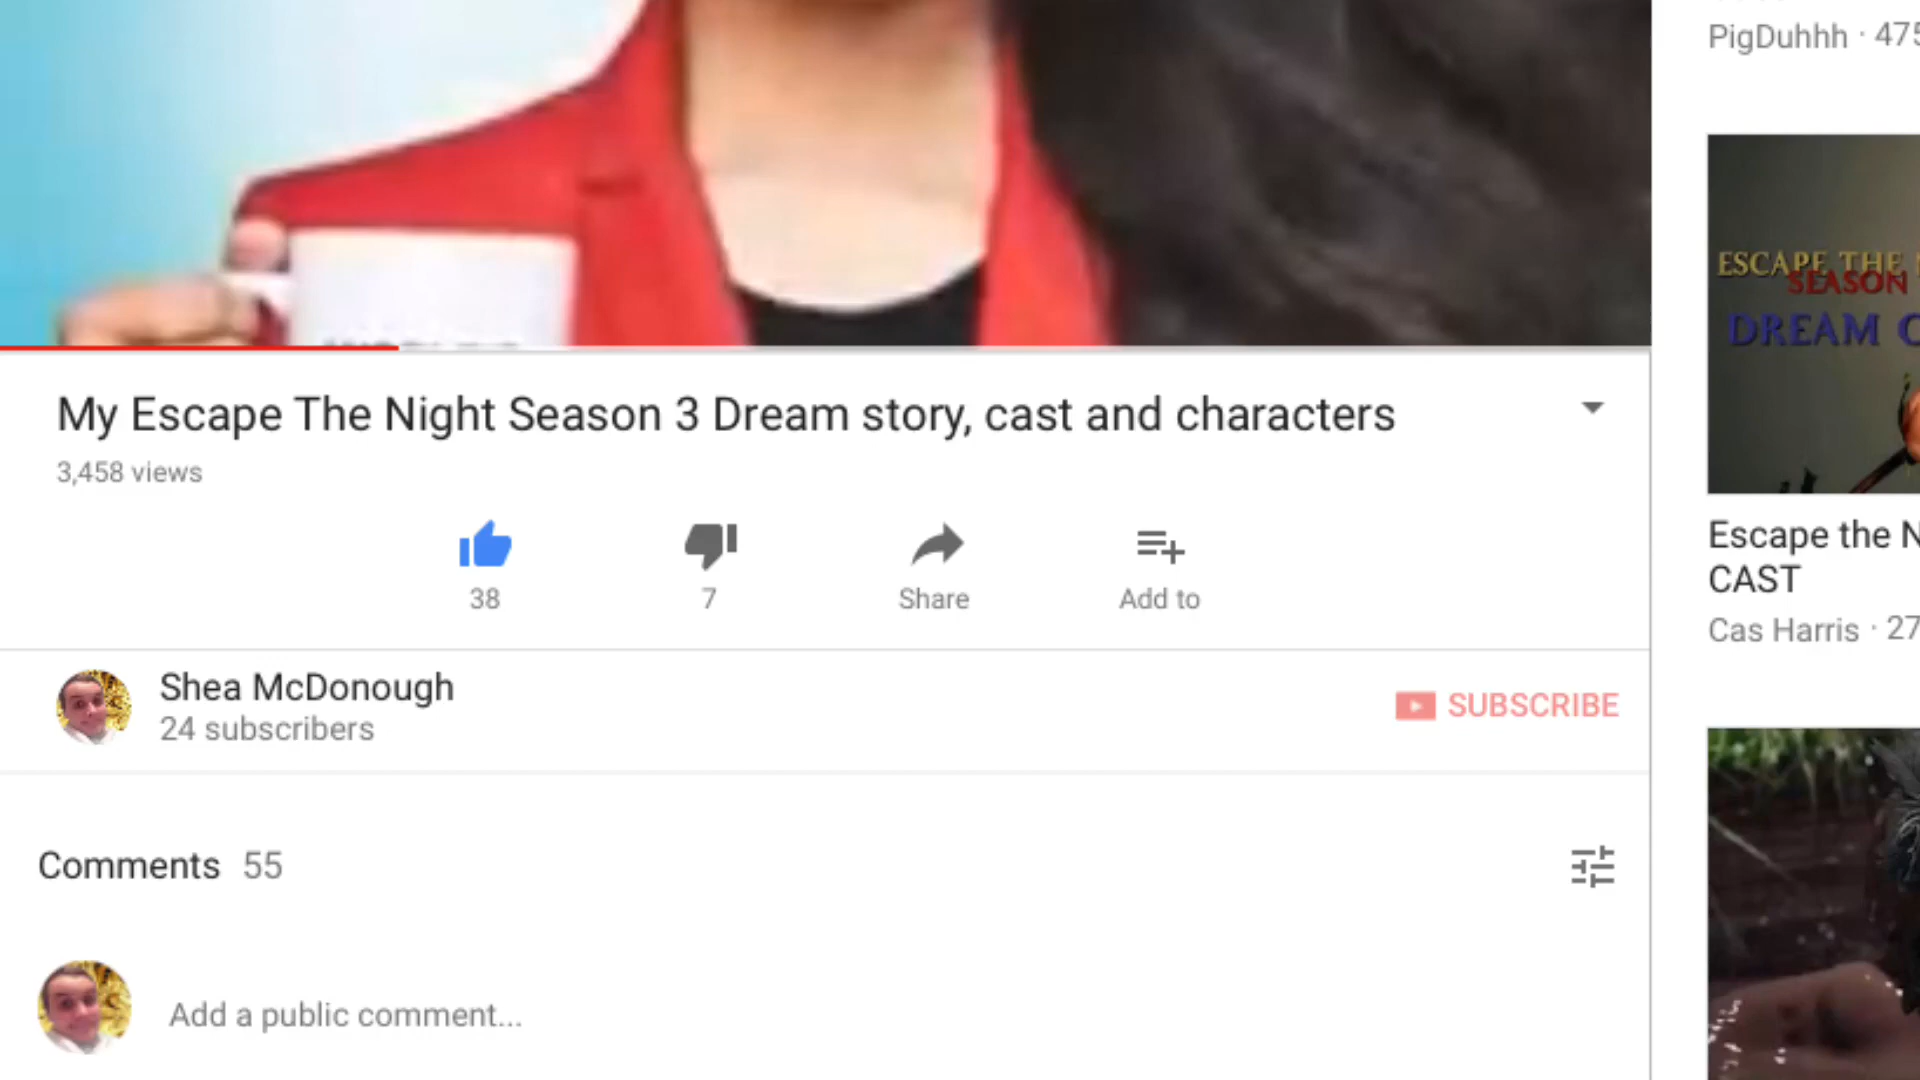 PigDuhhh · 475
ESCAPE THE
SEASON
DREAM
My Escape The Night Season 3 Dream story, cast and characters
3,458 views
38
7
Share
Add to
Escape the N
CAST
Cas Harris · 27
Shea McDonough
24 subscribers
SUBSCRIBE
Comments 55
Add a public comment...